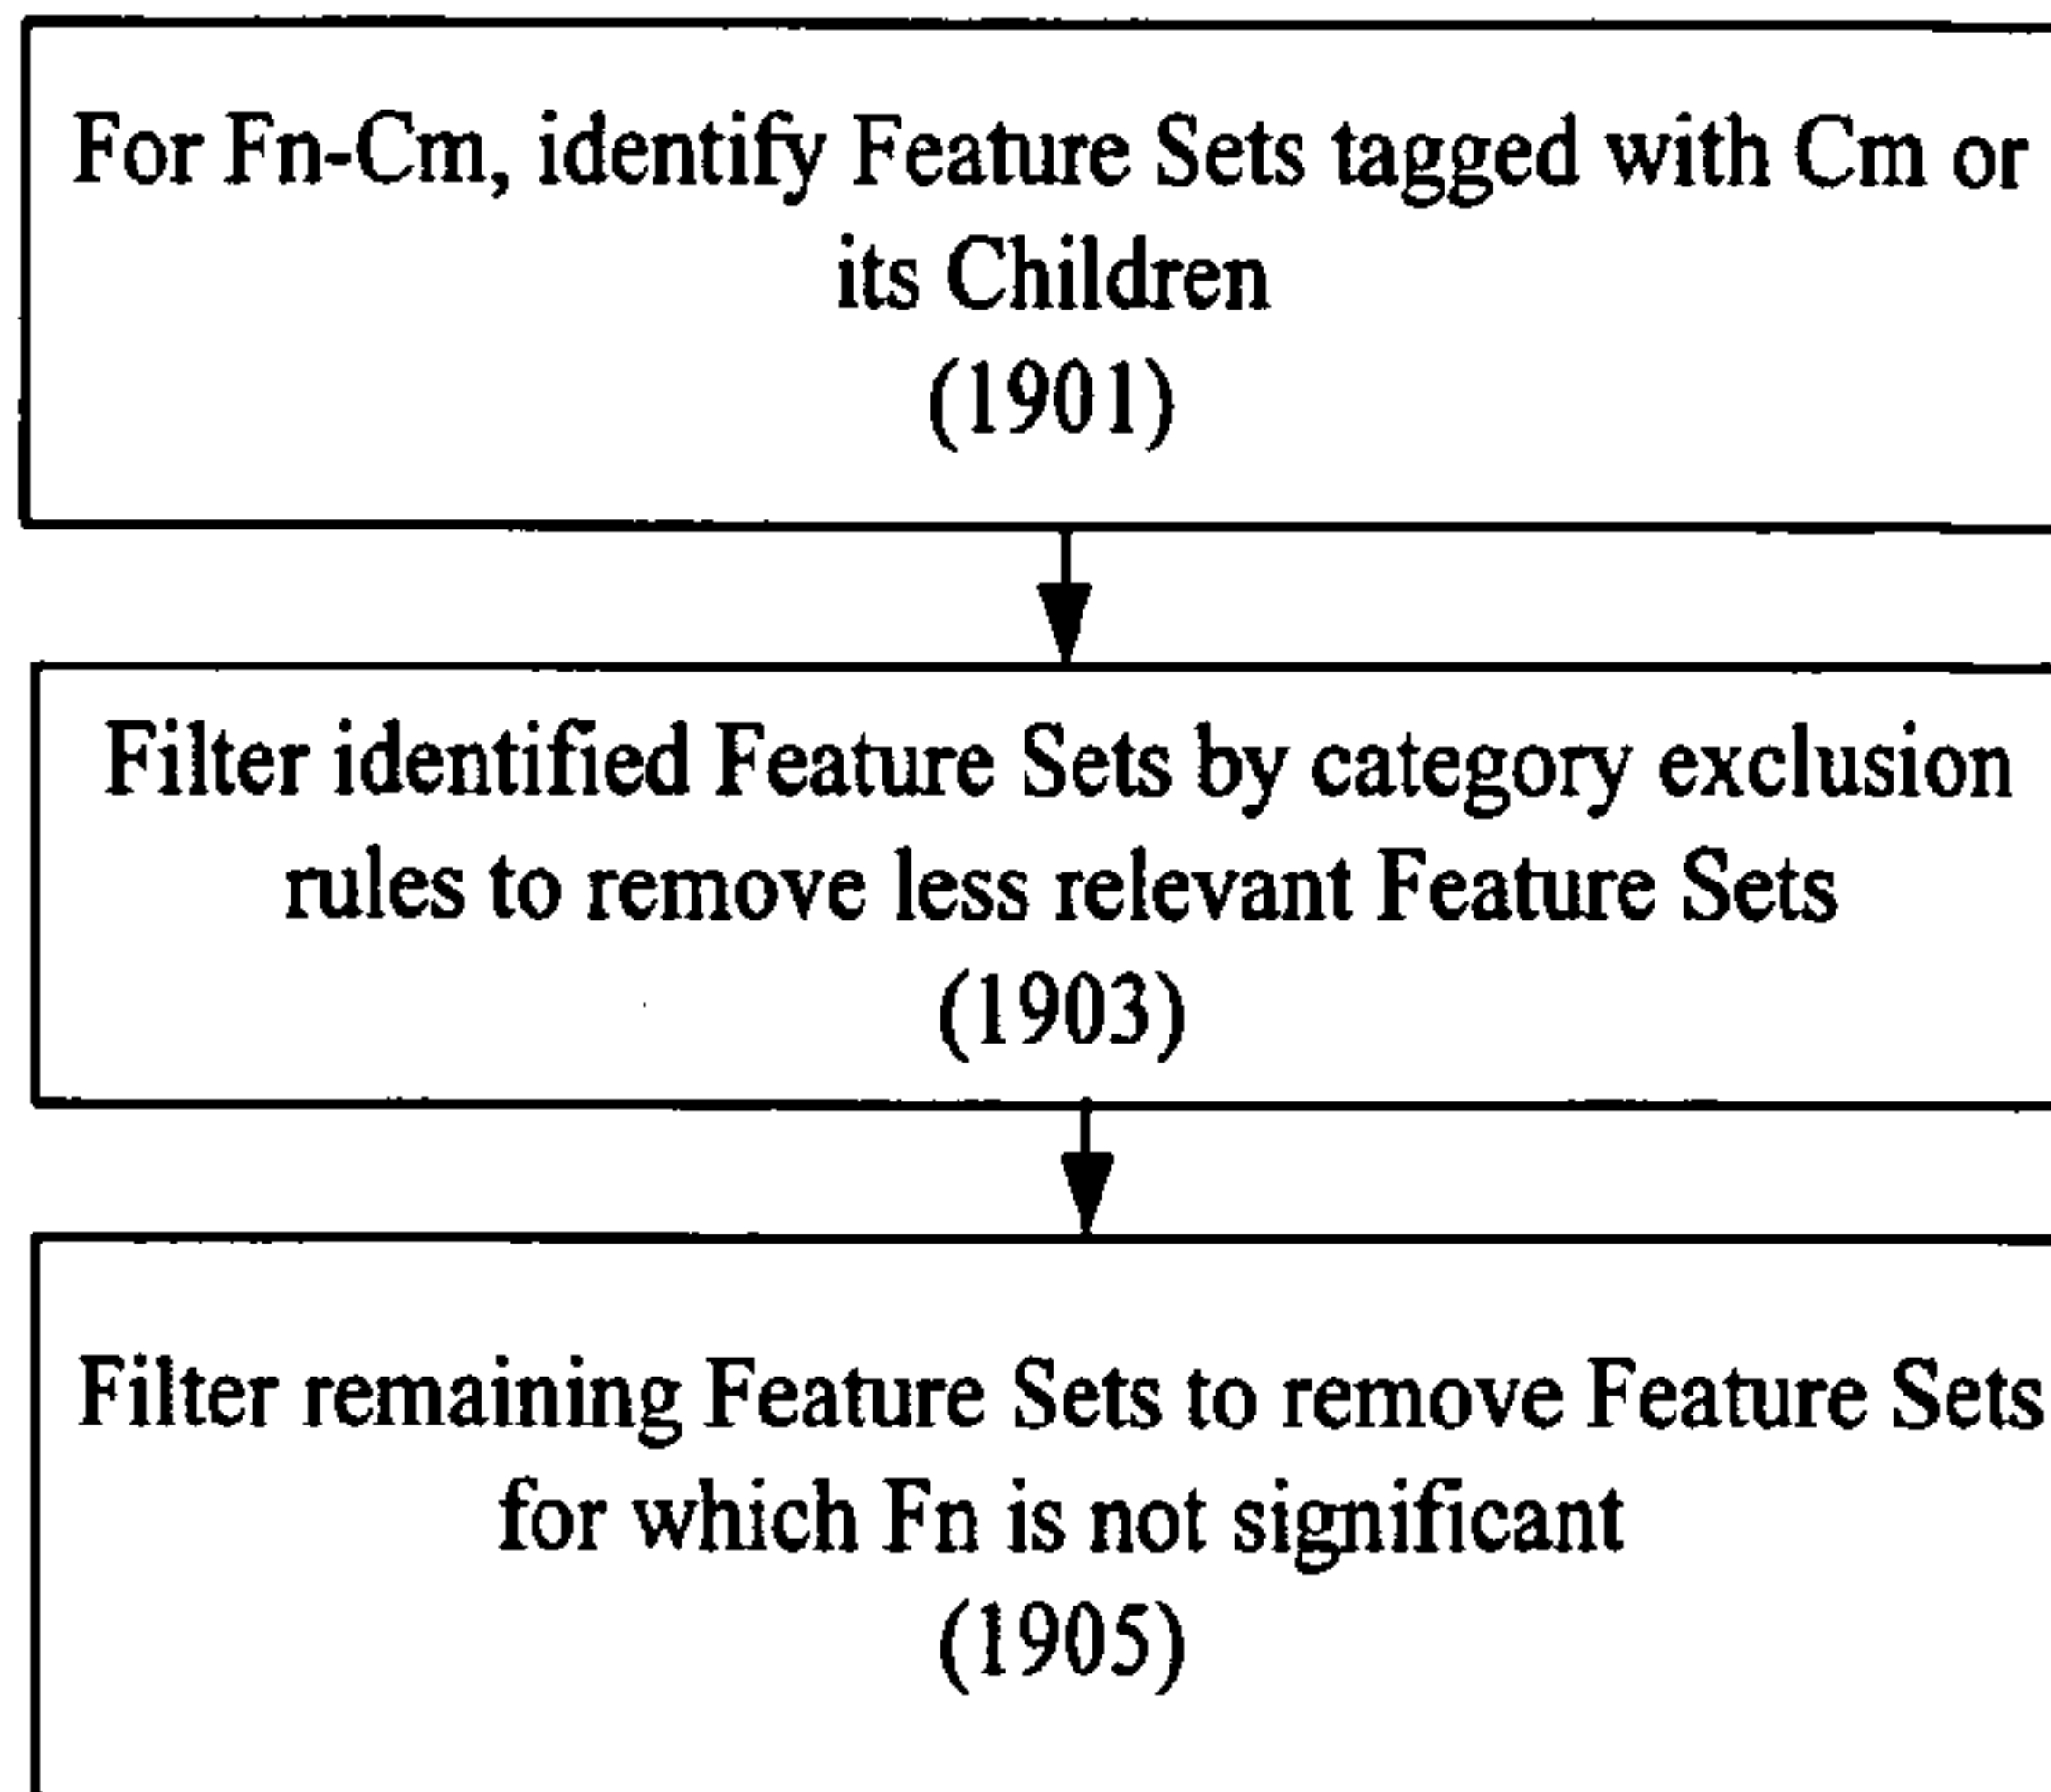 For Fn-Cm, identify Feature Sets tagged with Cm or
its Children
(1901)
Filter identified Feature Sets by category exclusion
rules to remove less relevant Feature Sets
(1903)
Filter remaining Feature Sets to remove Feature Sets
for which Fn is not significant
(1905)